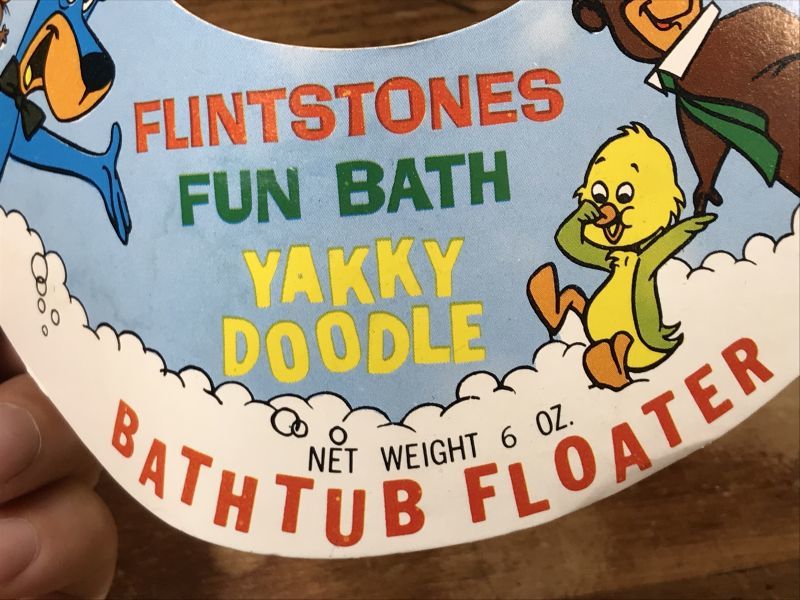 FLINTSTONES
FUN BATH
YAKKY
DOODLE
NET WEIGHT 6 OZ.
BATHTUB FLOATER